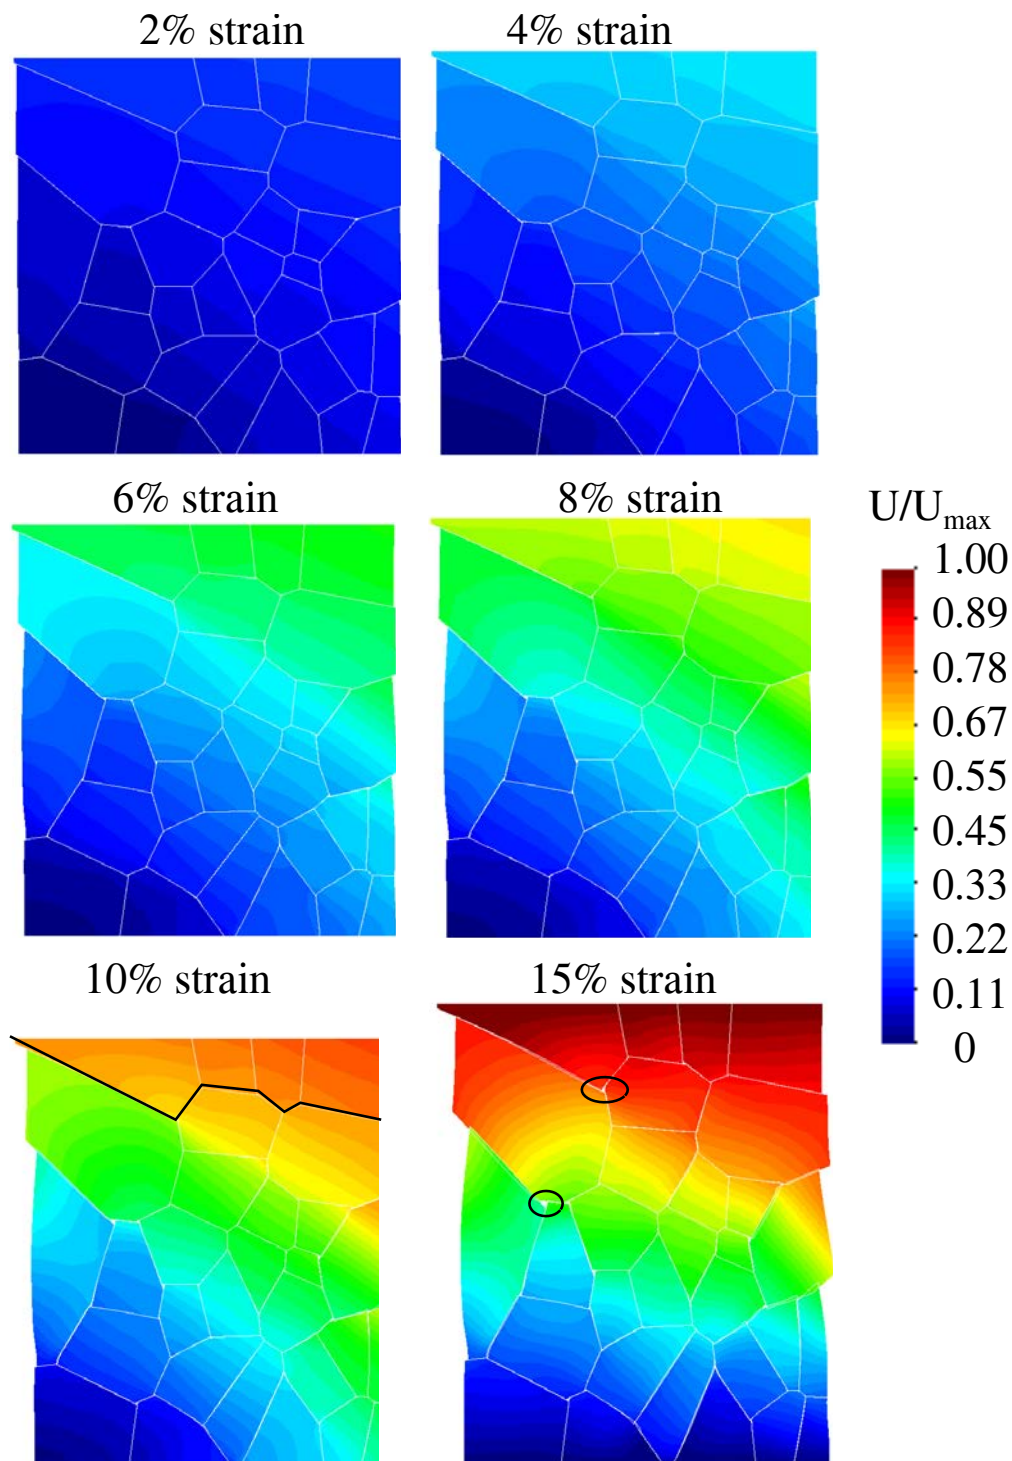 2% strain
4% strain
6% strain
8% strain
U/Umax
1.00
0.89
0.78
0.67
0.55
0.45
0.33
0.22
0.11
0
10% strain
15% strain